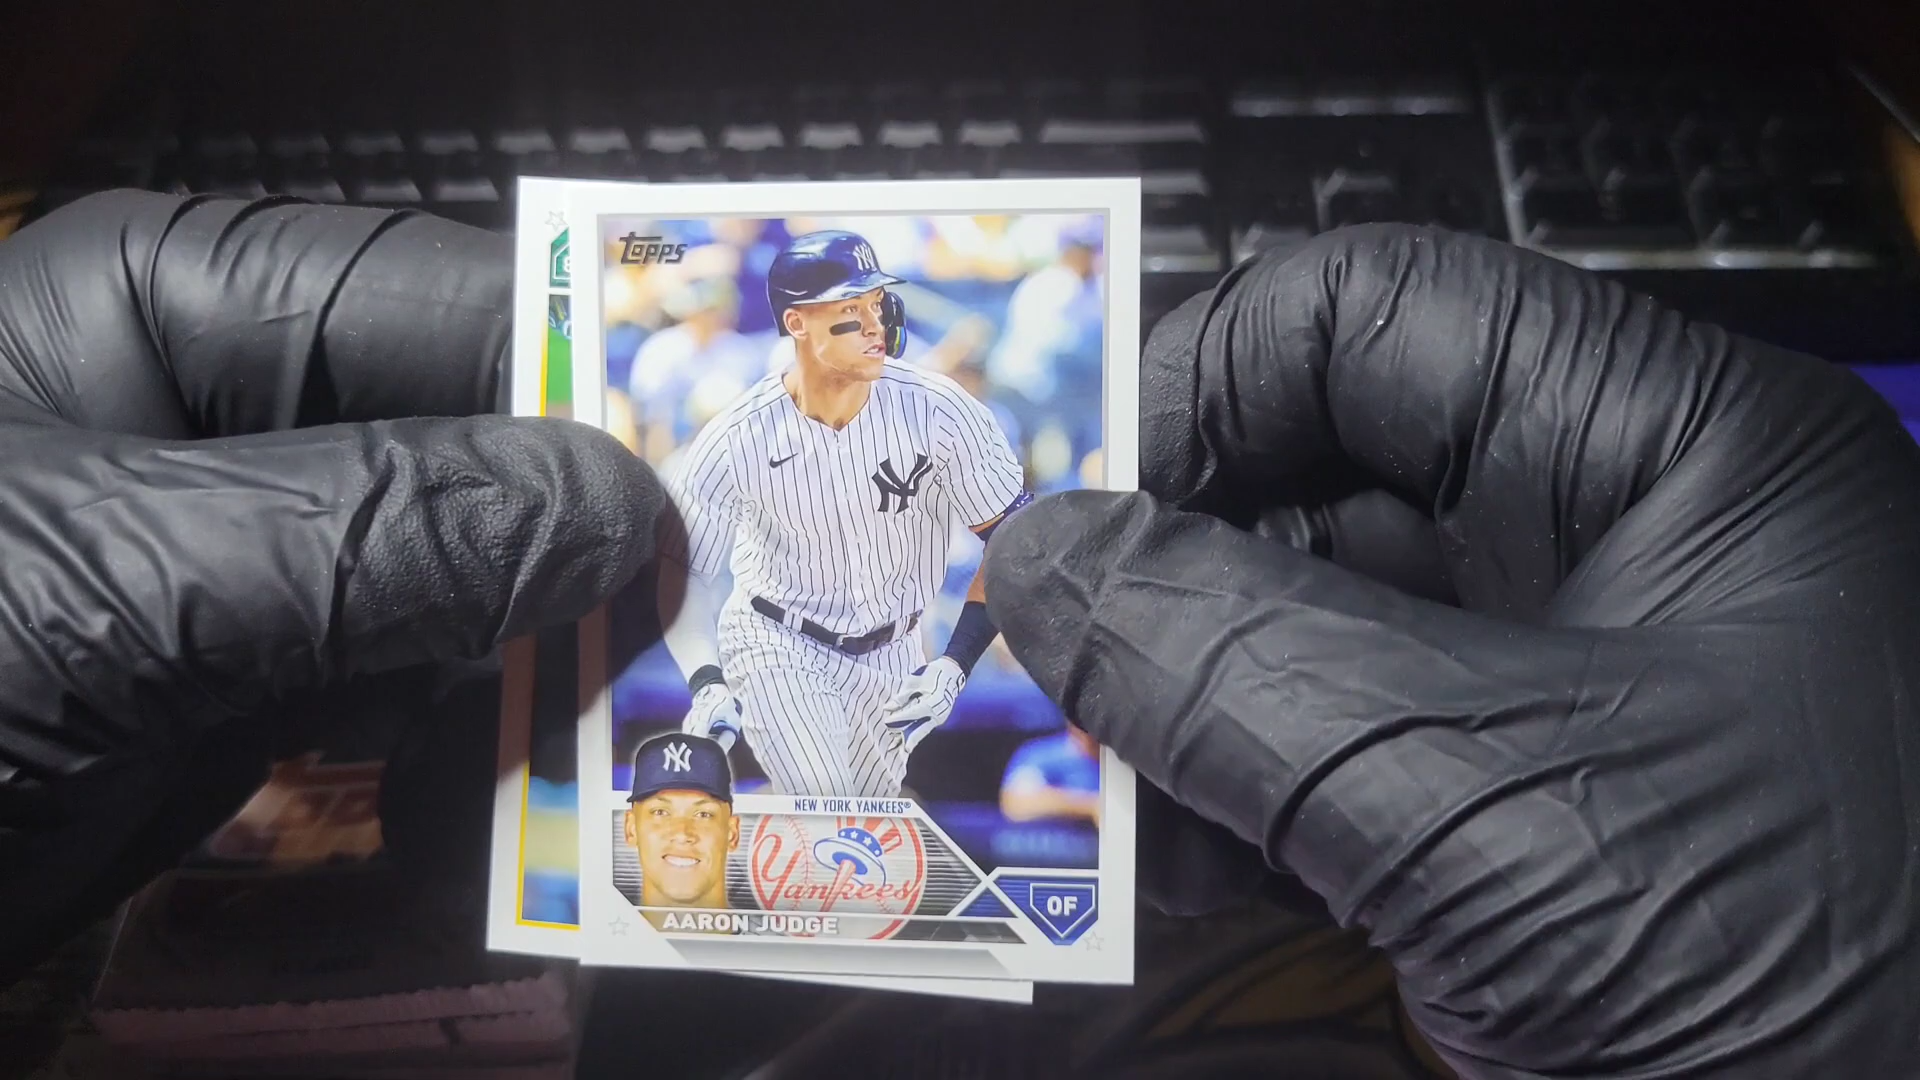 Topps
NY
NY
NEW YORK YANKEES®
NY
Yankees
AARON JUDGE
OF